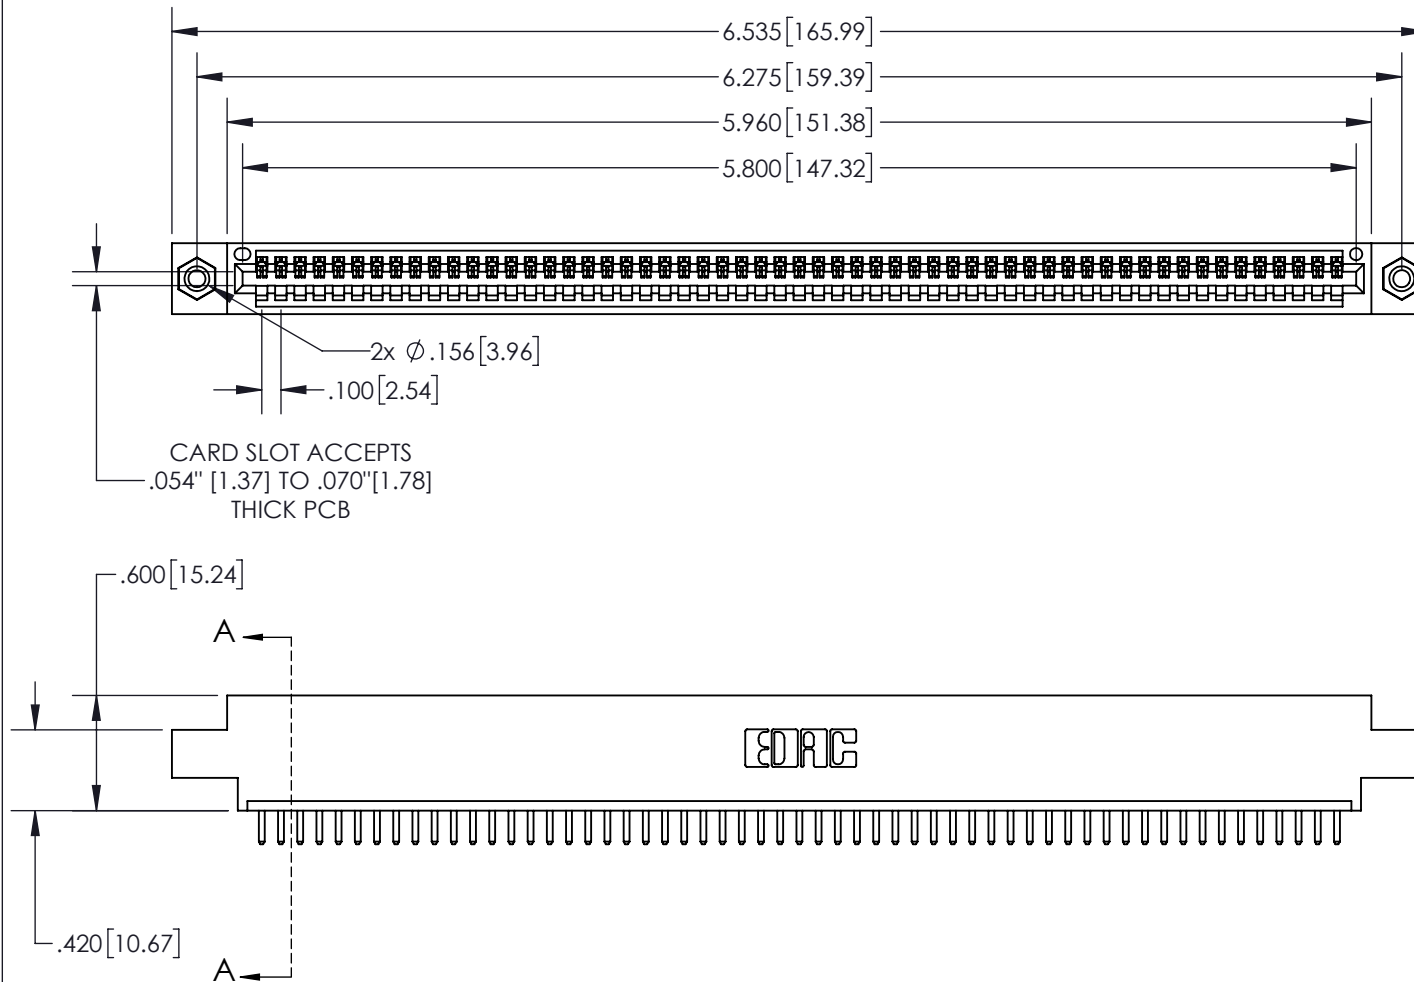 6.535[165.99]
6.275[159.39]
5.960[151.38]
5.800[147.32]
2x Ø.156[3.96]
.100[2.54]
CARD SLOT ACCEPTS
.054" [1.37] TO .070"[1.78]
THICK PCB
.600[15.24]
A
EDAC
.420[10.67]
A